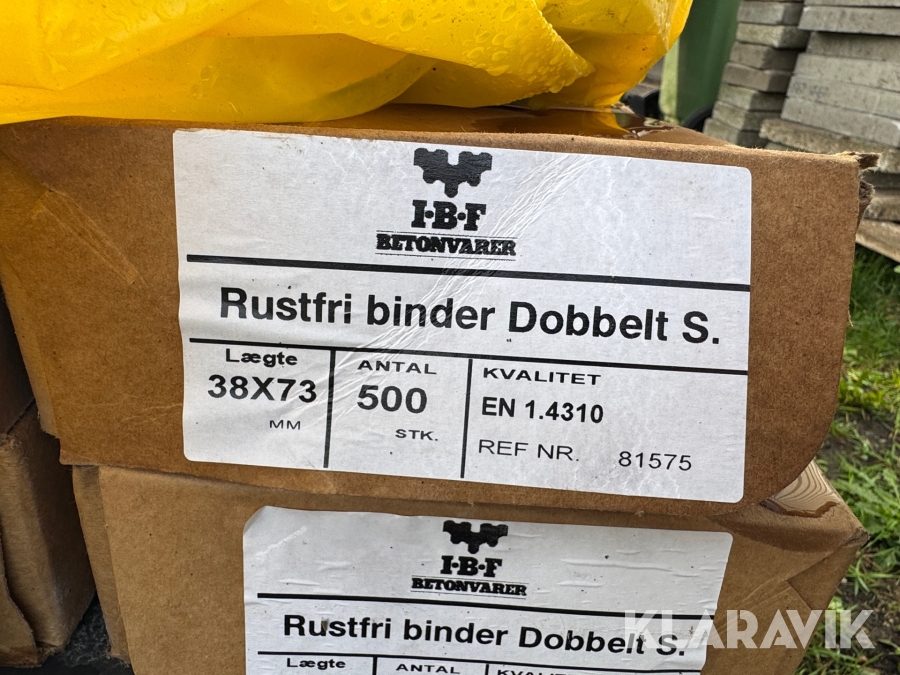 I·B·F
BETONVARER
Rustfri binder Dobbelt S.
Lægte
38X73
MM
ANTAL
500
STK.
KVALITET
EN 1.4310
REF NR. 81575
I·B·F
BETONVARER
Rustfri binder Dobbelt S.
Lægte
ANTAL
KLARAVIK